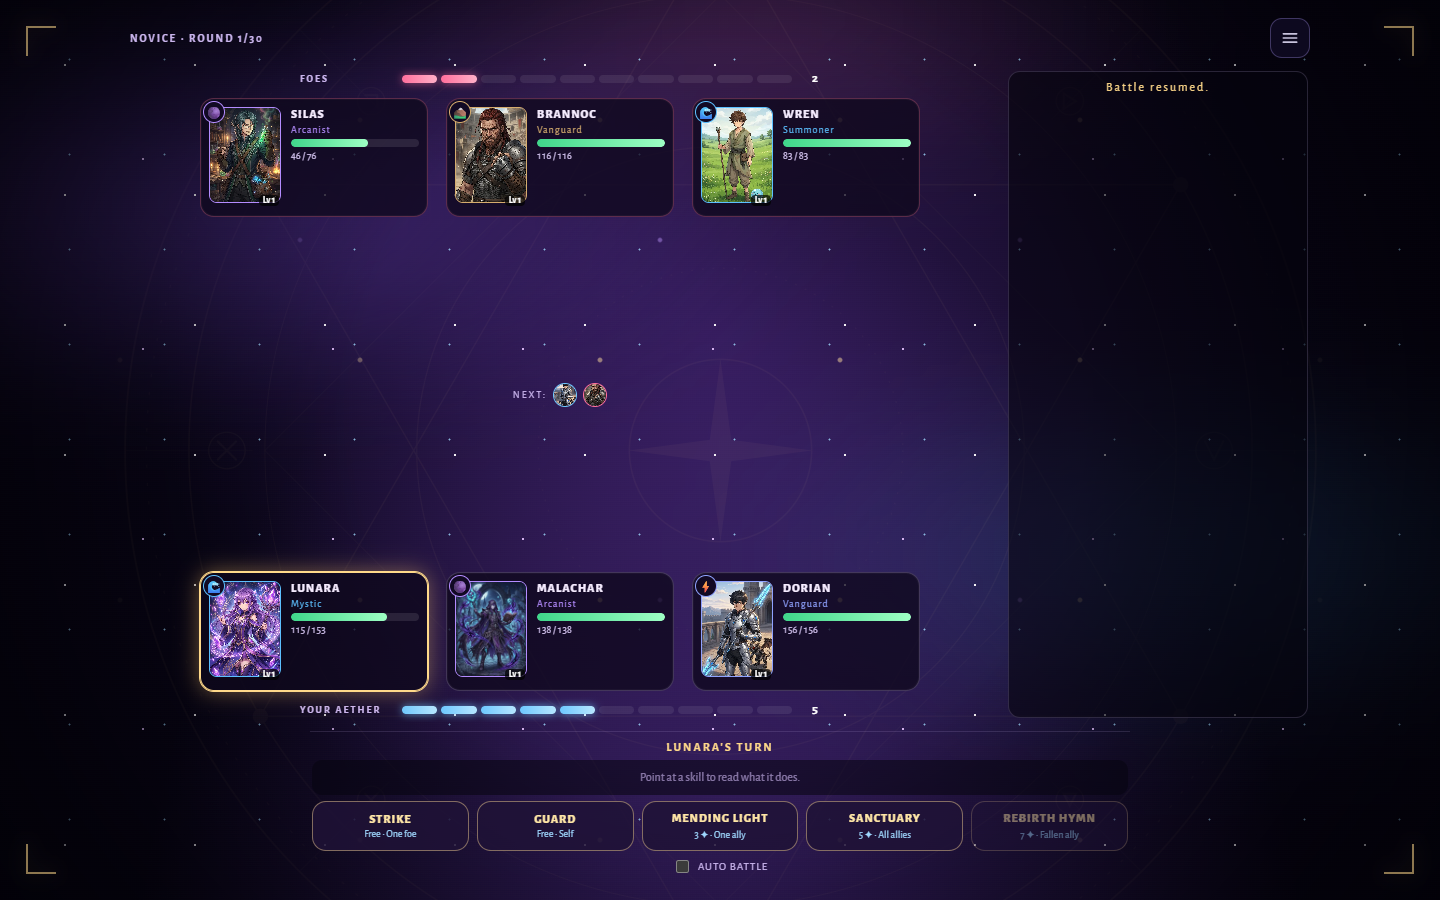 NOVICE · ROUND 1/30
FOES
2
Battle resumed.
SILAS
Arcanist
46/76
Lv1
BRANNOC
Vanguard
116/116
Lv1
WREN
Summoner
83/83
Lv1
NEXT:
LUNARA
Mystic
115/153
Lv1
MALACHAR
Arcanist
138/138
Lv1
DORIAN
Vanguard
156/156
Lv1
YOUR AETHER
5
LUNARA'S TURN
Point at a skill to read what it does.
STRIKE
Free · One foe
GUARD
Free · Self
MENDING LIGHT
3 ✦ · One ally
SANCTUARY
5 ✦ · All allies
REBIRTH HYMN
7 ✦ · Fallen ally
AUTO BATTLE